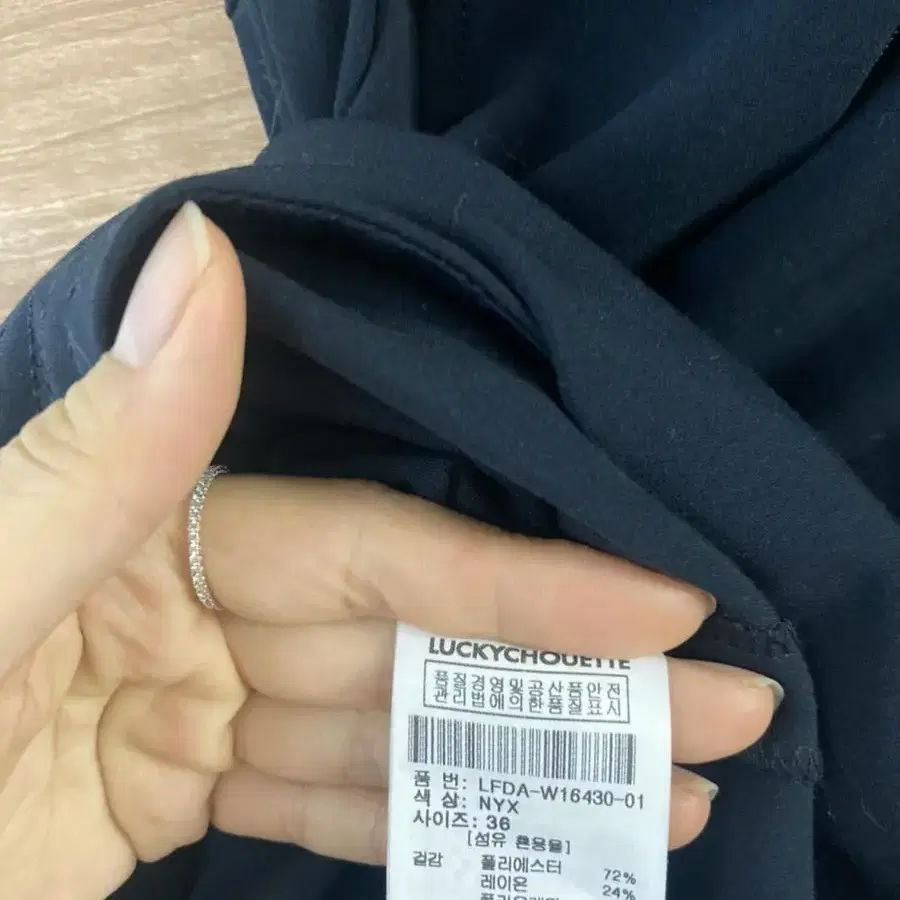 LUCKYCHOUETTE
품질경영및공산품안전
관리법에의한품질표시
품 번: LFDA-W16430-01
색 상: NYX
사이즈: 36
[섬유 혼용율]
겉감 폴리에스터 72%
레이온 24%